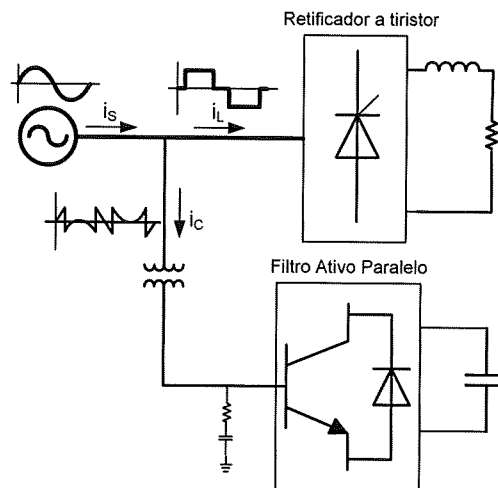 Retificador a tiristor
iS
iL
iC
Filtro Ativo Paralelo